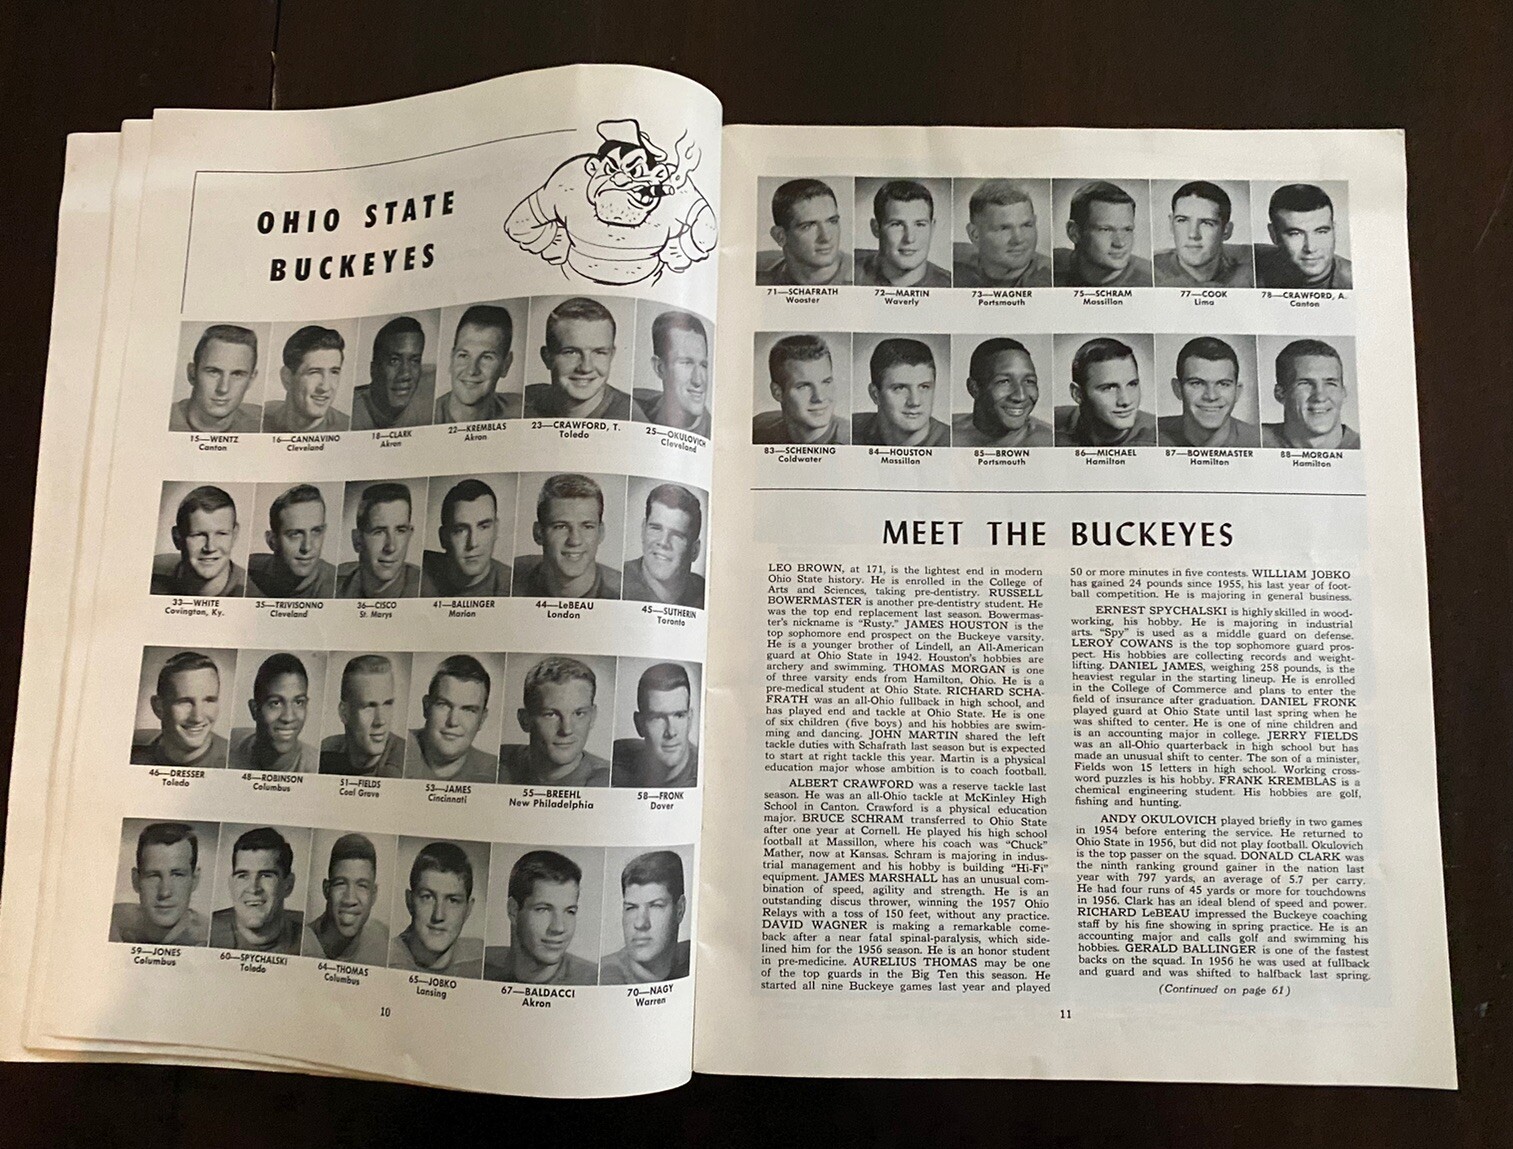 OHIO STATE
BUCKEYES
15—WENTZ
Canton
16—CANNAVINO
Cleveland
18—CLARK
Akron
22—KREMBLAS
Akron
23—CRAWFORD, T.
Toledo
25—OKULOVICH
Cleveland
33—WHITE
Covington, Ky.
35—TRIVISONNO
Cleveland
36—CISCO
St. Marys
41—BALLINGER
Marion
44—LeBEAU
London
45—SUTHERIN
Toronto
46—DRESSER
Toledo
48—ROBINSON
Columbus
51—FIELDS
Coal Grove
53—JAMES
Cincinnati
55—BREEHL
New Philadelphia
58—FRONK
Dover
59—JONES
Columbus
60—SPYCHALSKI
Toledo
64—THOMAS
Columbus
65—JOBKO
Lansing
67—BALDACCI
Akron
70—NAGY
Warren
10
71—SCHAFRATH
Wooster
72—MARTIN
Waverly
73—WAGNER
Portsmouth
75—SCHRAM
Massillon
77—COOK
Lima
78—CRAWFORD, A.
Canton
83—SCHENKING
Coldwater
84—HOUSTON
Massillon
85—BROWN
Portsmouth
86—MICHAEL
Hamilton
87—BOWERMASTER
Hamilton
88—MORGAN
Hamilton
MEET THE BUCKEYES
LEO BROWN, at 171, is the lightest end in modern
Ohio State history. He is enrolled in the College of
Arts and Sciences, taking pre-dentistry. RUSSELL
BOWERMASTER is another pre-dentistry student. He
was the top end replacement last season. Bowermas-
ter's nickname is "Rusty." JAMES HOUSTON is the
top sophomore end prospect on the Buckeye varsity.
He is a younger brother of Lindell, an All-American
guard at Ohio State in 1942. Houston's hobbies are
archery and swimming. THOMAS MORGAN is one
of three varsity ends from Hamilton, Ohio. He is a
pre-medical student at Ohio State. RICHARD SCHA-
FRATH was an all-Ohio fullback in high school, and
has played end and tackle at Ohio State. He is one
of six children (five boys) and his hobbies are swim-
ming and dancing. JOHN MARTIN shared the left
tackle duties with Schafrath last season but is expected
to start at right tackle this year. Martin is a physical
education major whose ambition is to coach football.
ALBERT CRAWFORD was a reserve tackle last
season. He was an all-Ohio tackle at McKinley High
School in Canton. Crawford is a physical education
major. BRUCE SCHRAM transferred to Ohio State
after one year at Cornell. He played his high school
football at Massillon, where his coach was "Chuck"
Mather, now at Kansas. Schram is majoring in indus-
trial management and his hobby is building "Hi-Fi"
equipment. JAMES MARSHALL has an unusual com-
bination of speed, agility and strength. He is an
outstanding discus thrower, winning the 1957 Ohio
Relays with a toss of 150 feet, without any practice.
DAVID WAGNER is making a remarkable come-
back after a near fatal spinal-paralysis, which side-
lined him for the 1956 season. He is an honor student
in pre-medicine. AURELIUS THOMAS may be one
of the top guards in the Big Ten this season. He
started all nine Buckeye games last year and played
50 or more minutes in five contests. WILLIAM JOBKO
has gained 24 pounds since 1955, his last year of foot-
ball competition. He is majoring in general business.
ERNEST SPYCHALSKI is highly skilled in wood-
working, his hobby. He is majoring in industrial
arts. "Spy" is used as a middle guard on defense.
LEROY COWANS is the top sophomore guard pros-
pect. His hobbies are collecting records and weight-
lifting. DANIEL JAMES, weighing 258 pounds, is the
heaviest regular in the starting lineup. He is enrolled
in the College of Commerce and plans to enter the
field of insurance after graduation. DANIEL FRONK
played guard at Ohio State until last spring when he
was shifted to center. He is one of nine children and
is an accounting major in college. JERRY FIELDS
was an all-Ohio quarterback in high school but has
made an unusual shift to center. The son of a minister,
Fields won 15 letters in high school. Working cross-
word puzzles is his hobby. FRANK KREMBLAS is a
chemical engineering student. His hobbies are golf,
fishing and hunting.
ANDY OKULOVICH played briefly in two games
in 1954 before entering the service. He returned to
Ohio State in 1956, but did not play football. Okulovich
is the top passer on the squad. DONALD CLARK was
the ninth ranking ground gainer in the nation last
year with 797 yards, an average of 5.7 per carry.
He had four runs of 45 yards or more for touchdowns
in 1956. Clark has an ideal blend of speed and power.
RICHARD LeBEAU impressed the Buckeye coaching
staff by his fine showing in spring practice. He is an
accounting major and calls golf and swimming his
hobbies. GERALD BALLINGER is one of the fastest
backs on the squad. In 1956 he was used at fullback
and guard and was shifted to halfback last spring.
(Continued on page 61)
11